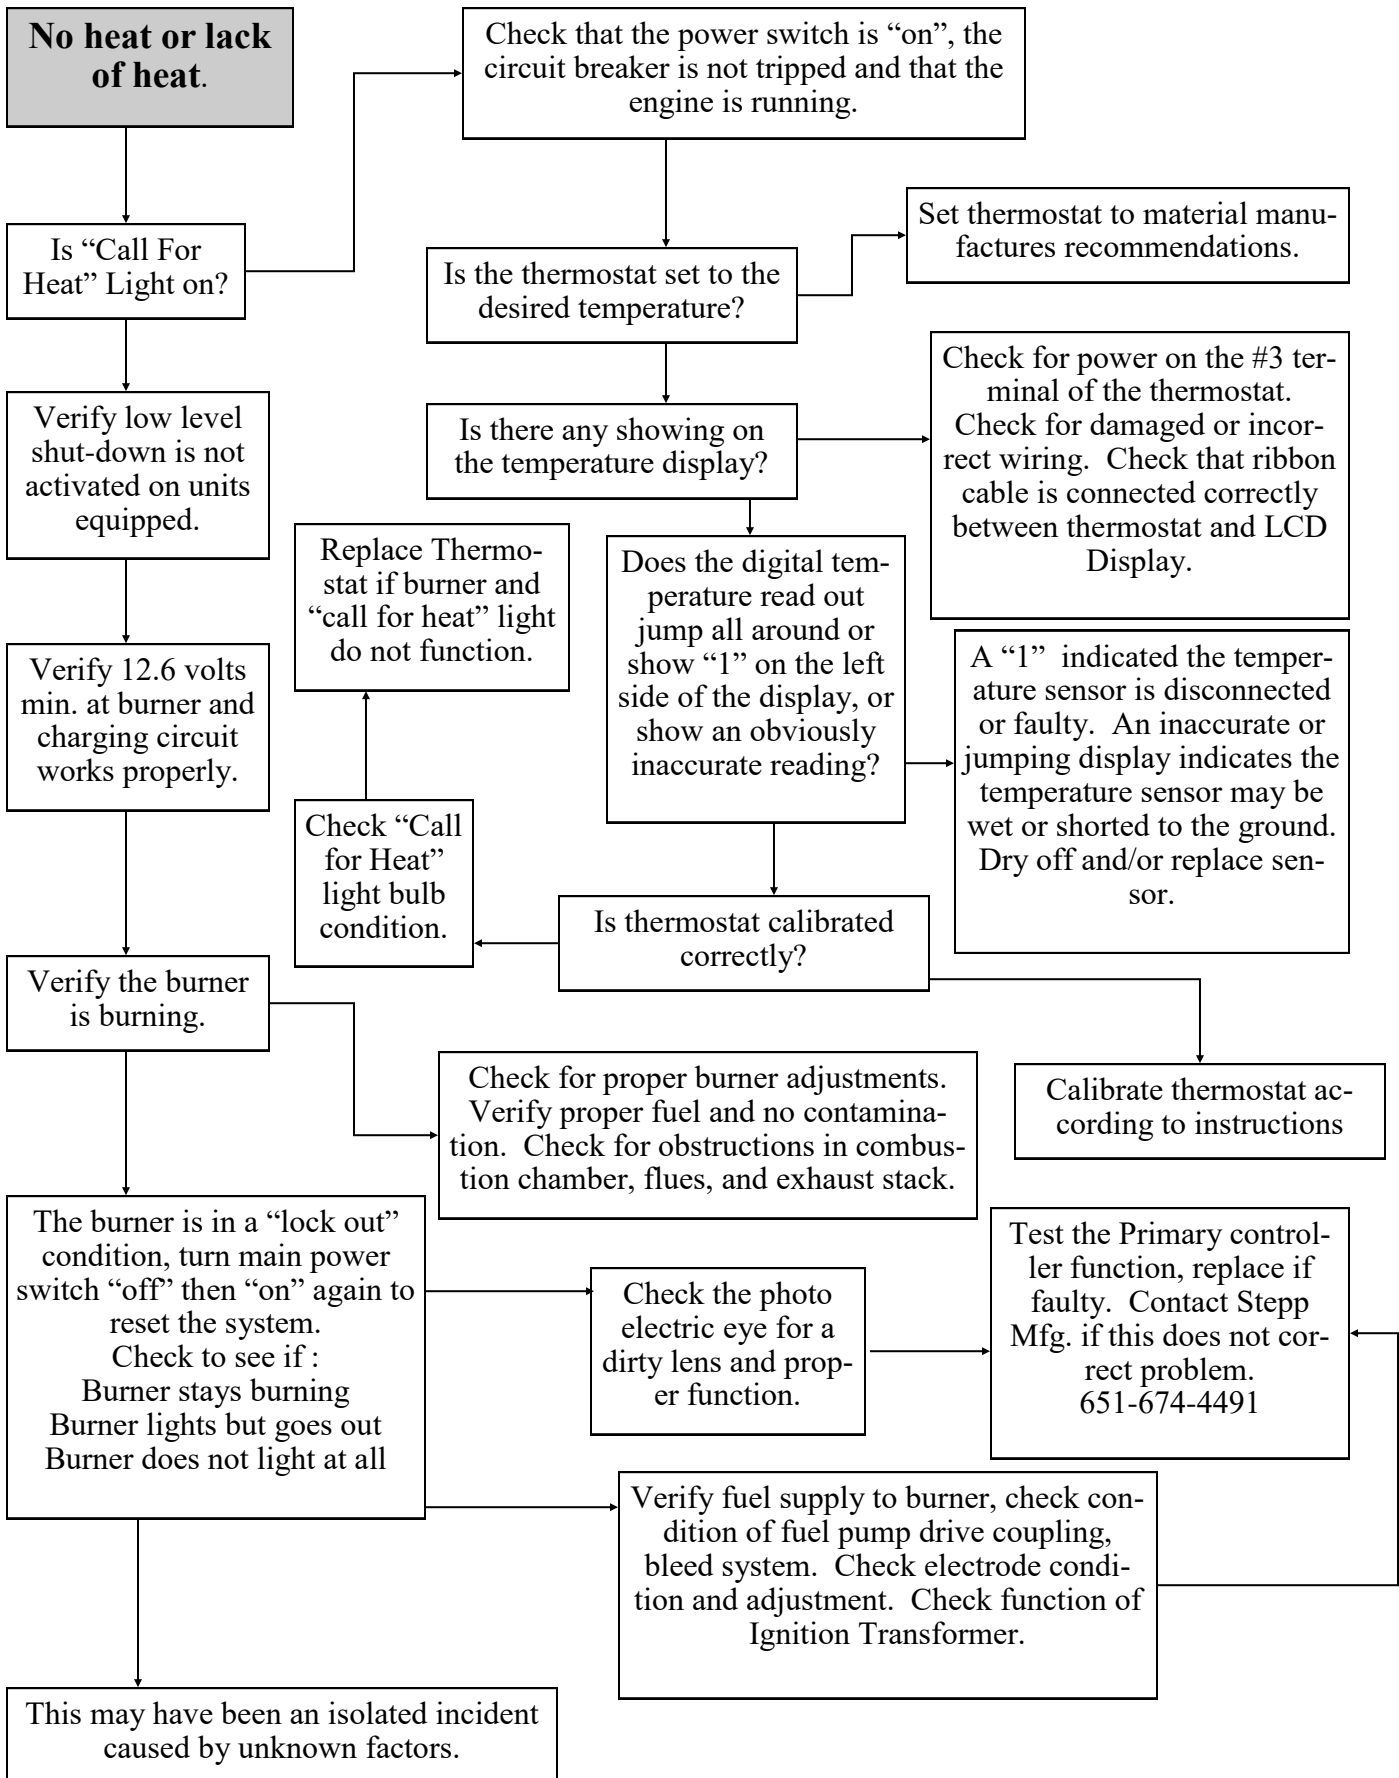 No heat or lack
of heat.
Check that the power switch is “on”, the
circuit breaker is not tripped and that the
engine is running.
Set thermostat to material manu-
factures recommendations.
Is “Call For
Heat” Light on?
Is the thermostat set to the
desired temperature?
Check for power on the #3 ter-
minal of the thermostat.
Check for damaged or incor-
rect wiring.  Check that ribbon
cable is connected correctly
between thermostat and LCD
Display.
Verify low level
shut-down is not
activated on units
equipped.
Is there any showing on
the temperature display?
Replace Thermo-
stat if burner and
“call for heat” light
do not function.
Does the digital tem-
perature read out
jump all around or
show “1” on the left
side of the display, or
show an obviously
inaccurate reading?
A “1”  indicated the temper-
ature sensor is disconnected
or faulty.  An inaccurate or
jumping display indicates the
temperature sensor may be
wet or shorted to the ground.
Dry off and/or replace sen-
sor.
Verify 12.6 volts
min. at burner and
charging circuit
works properly.
Check “Call
for Heat”
light bulb
condition.
Is thermostat calibrated
correctly?
Verify the burner
is burning.
Check for proper burner adjustments.
Verify proper fuel and no contamina-
tion.  Check for obstructions in combus-
tion chamber, flues, and exhaust stack.
Calibrate thermostat ac-
cording to instructions
The burner is in a “lock out”
condition, turn main power
switch “off” then “on” again to
reset the system.
Check to see if :
Burner stays burning
Burner lights but goes out
Burner does not light at all
Check the photo
electric eye for a
dirty lens and prop-
er function.
Test the Primary control-
ler function, replace if
faulty.  Contact Stepp
Mfg. if this does not cor-
rect problem.
651-674-4491
Verify fuel supply to burner, check con-
dition of fuel pump drive coupling,
bleed system.  Check electrode condi-
tion and adjustment.  Check function of
Ignition Transformer.
This may have been an isolated incident
caused by unknown factors.